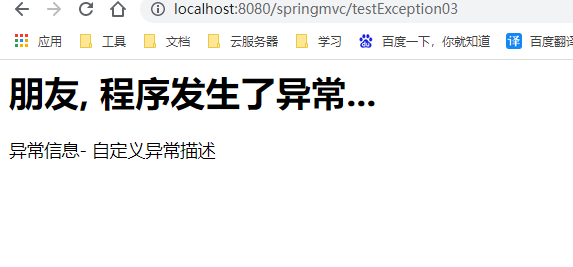 localhost:8080/springmvc/testException03
应用 工具 文档 云服务器 学习 百度一下，你就知道 译 百度翻译
朋友, 程序发生了异常...
异常信息- 自定义异常描述